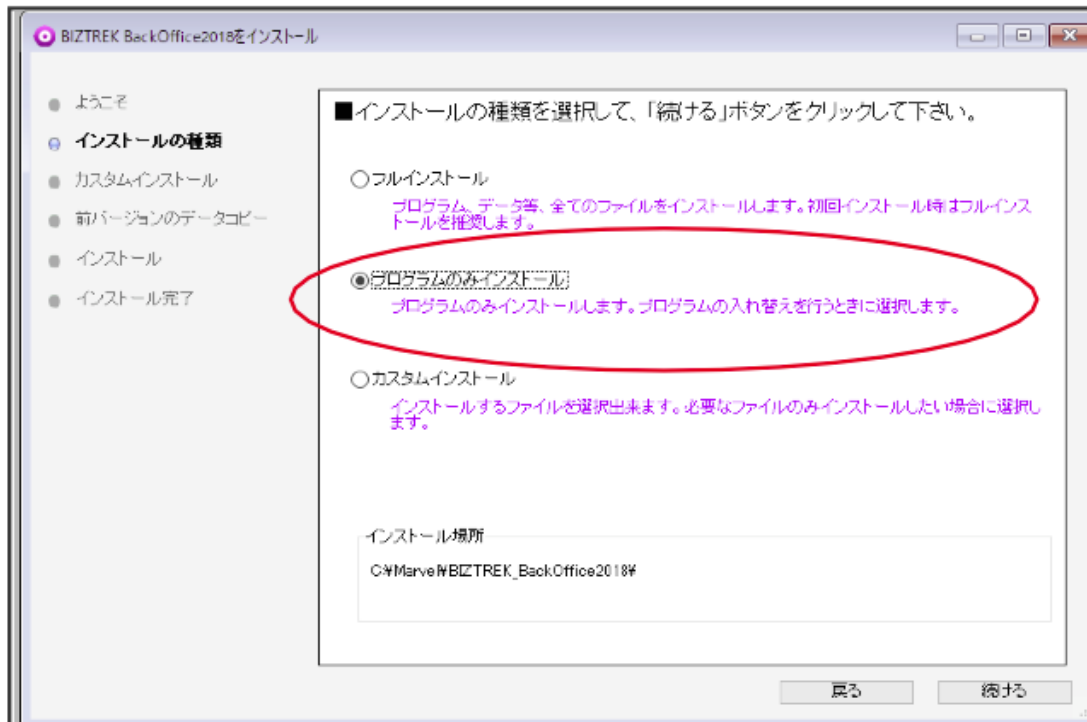 BIZTREK BackOffice2018をインストール
ようこそ
インストールの種類
カスタムインストール
前バージョンのデータコピー
インストール
インストール完了
■インストールの種類を選択して、「続ける」ボタンをクリックして下さい。
フルインストール
プログラム、データ等、全てのファイルをインストールします。初回インストール時はフルインス
トールを推奨します。
プログラムのみインストール
プログラムのみインストールします。プログラムの入れ替えを行うときに選択します。
カスタムインストール
インストールするファイルを選択出来ます。必要なファイルのみインストールしたい場合に選択し
ます。
インストール場所
C:¥Marvel¥BIZTREK_BackOffice2018¥
戻る
続ける